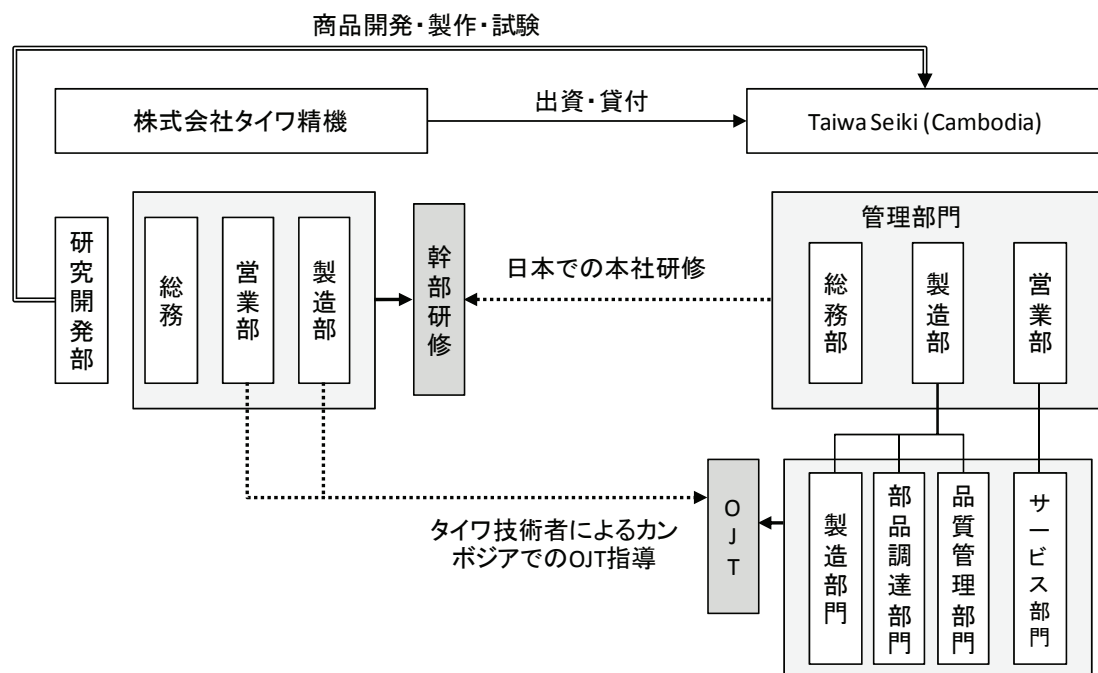 商品開発・製作・試験
株式会社タイワ精機
出資・貸付
Taiwa Seiki (Cambodia)
研究開発部
総務
営業部
製造部
幹部研修
日本での本社研修
管理部門
総務部
製造部
営業部
タイワ技術者によるカン
ボジアでのOJT指導
OJT
製造部門
部品調達部門
品質管理部門
サービス部門